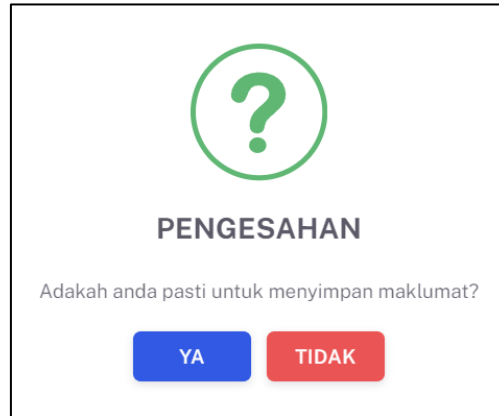 PENGESAHAN
Adakah anda pasti untuk menyimpan maklumat?
YA
TIDAK